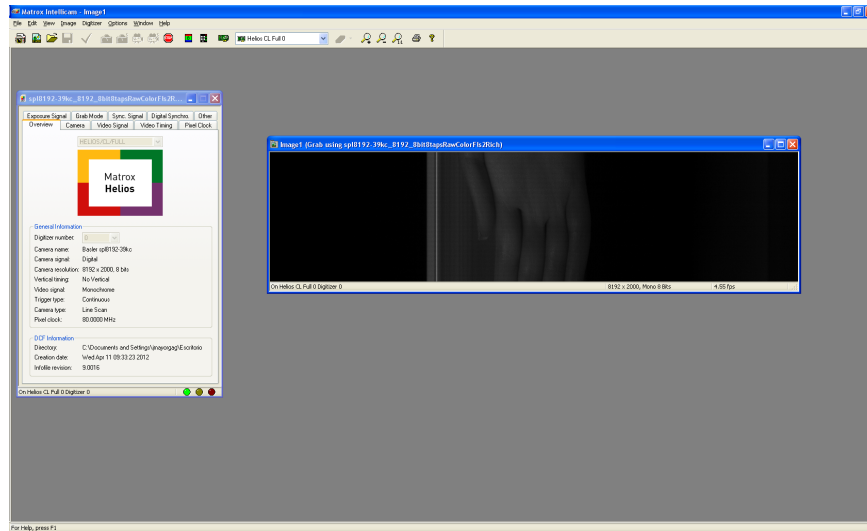 Matrox Intellicam - Image1
File Edit View Image Digitizer Options Window Help
Helios CL Full 0
spl8192-39kc_8192_8bit8tapsRawColorFls2R...
Exposure Signal Grab Mode Sync. Signal Digital Synchro. Other
Overview Camera Video Signal Video Timing Pixel Clock
HELIOS/CL/FULL
Matrox
Helios
General Information
Digitizer number: 0
Camera name: Basler spl8192-39kc
Camera signal: Digital
Camera resolution: 8192 x 2000, 8 bits
Vertical timing: No Vertical
Video signal: Monochrome
Trigger type: Continuous
Camera type: Line Scan
Pixel clock: 80.0000 MHz
DCF Information
Directory: C:\Documents and Settings\jmayorgag\Escritorio
Creation date: Wed Apr 11 09:33:23 2012
Infofile revision: 9.0016
On Helios CL Full 0 Digitizer 0
Image1 (Grab using spl8192-39kc_8192_8bit8tapsRawColorFls2Rich)
On Helios CL Full 0 Digitizer 0 8192 x 2000, Mono 8 Bits 4.55 fps
For Help, press F1